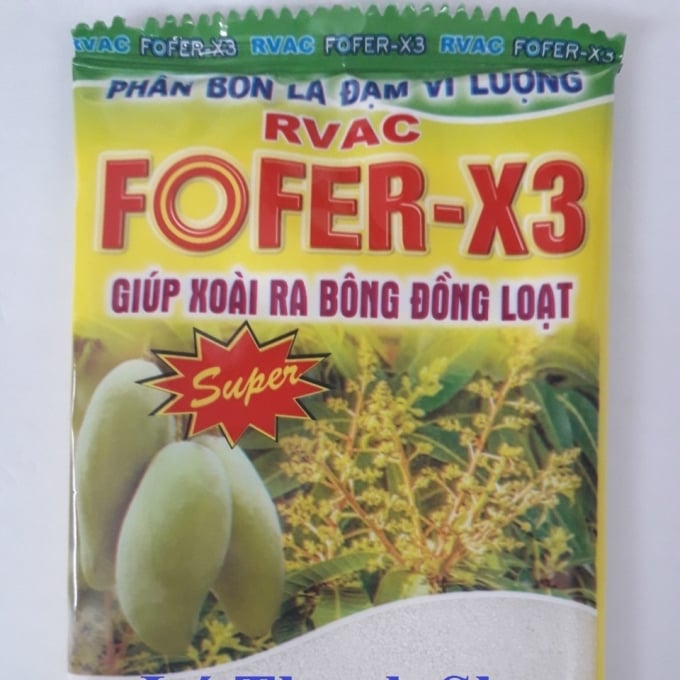 RVAC FOFER-X3 RVAC FOFER-X3 RVAC FOFER-X3
PHÂN BÓN LÁ ĐẠM VI LƯỢNG
RVAC
FOFER-X3
GIÚP XOÀI RA BÔNG ĐỒNG LOẠT
Super